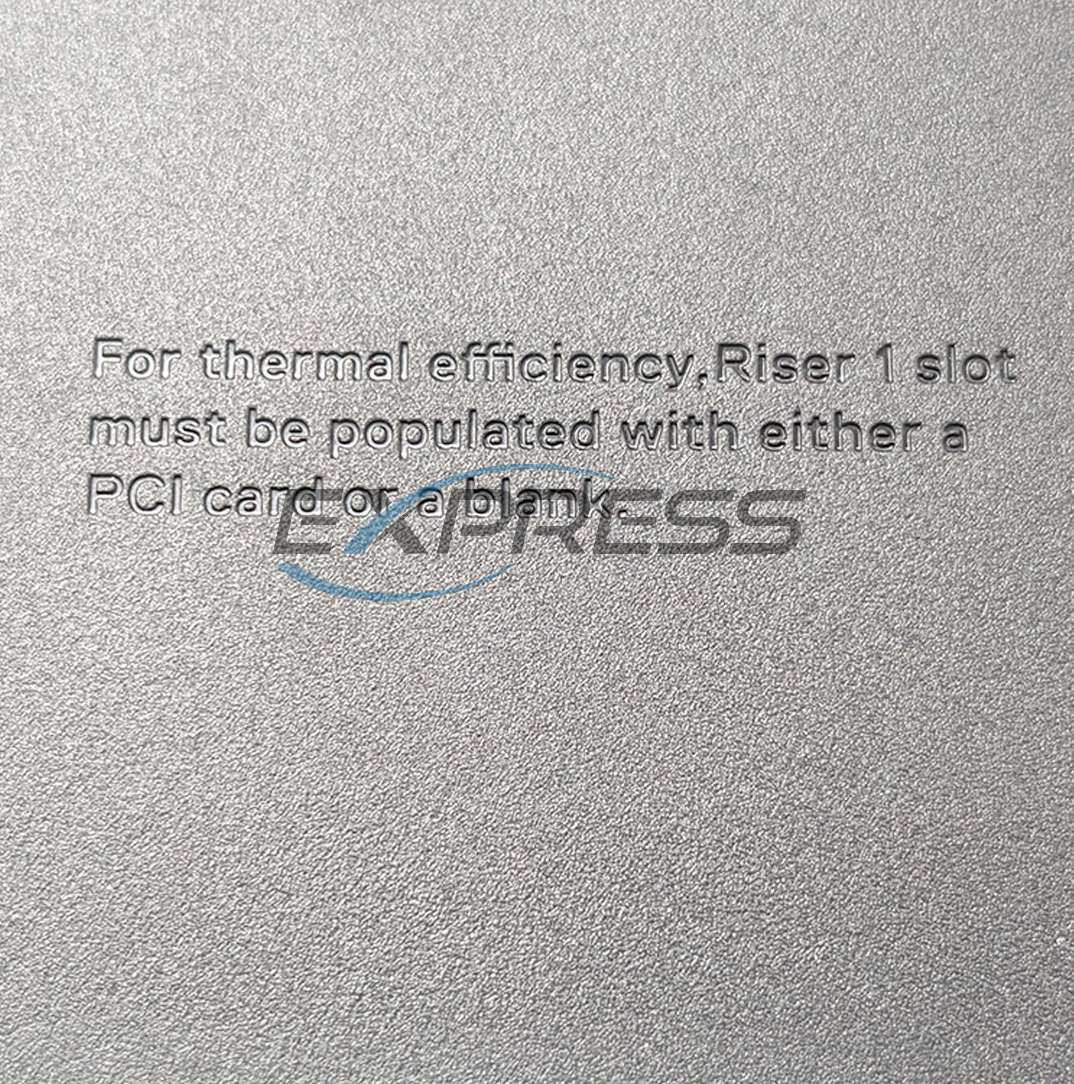 For thermal efficiency,Riser 1 slot
must be populated with either a
PCI card or a blank.
EXPRESS